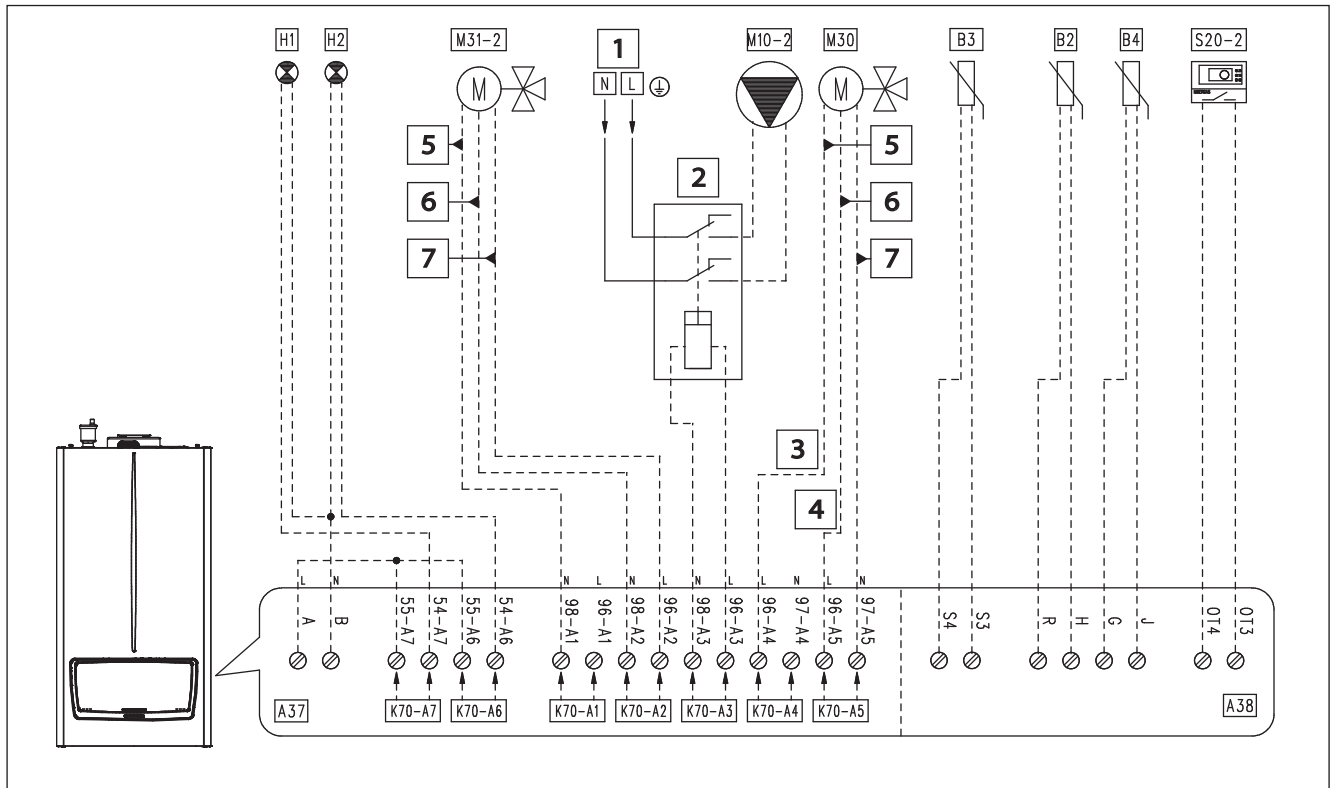 H1 H2 M31-2 1 M10-2 M30 B3 B2 B4 S20-2
N L
M M
5 5
2
6 6
7 7
3
4
L N N L N L N L L N L N
A B 55-A7 54-A7 55-A6 54-A6 98-A1 96-A1 98-A2 96-A2 98-A3 96-A3 96-A4 97-A4 96-A5 97-A5 S4 S3 R H G J OT4 OT3
A37 K70-A7 K70-A6 K70-A1 K70-A2 K70-A3 K70-A4 K70-A5 A38